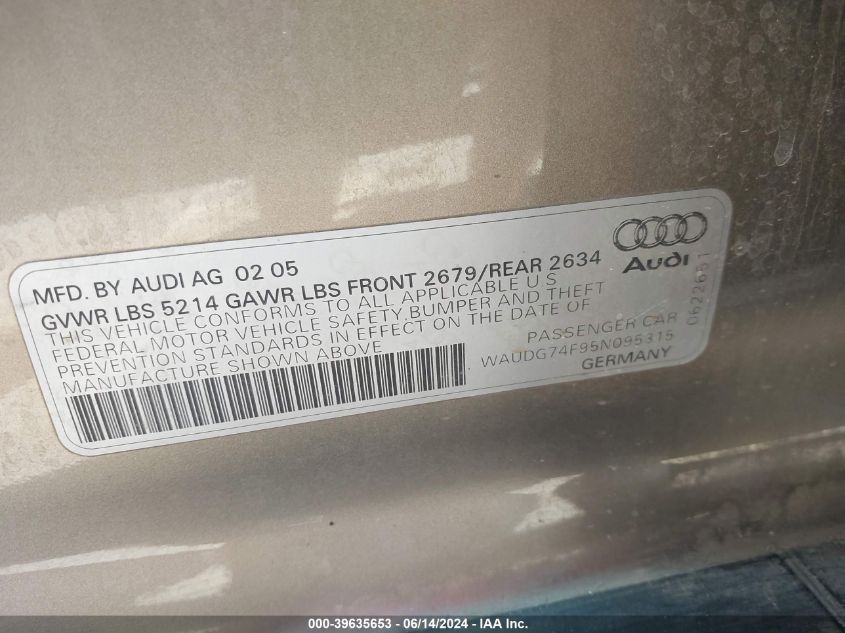 MFD. BY AUDI AG 02 05
GVWR LBS 5214 GAWR LBS FRONT 2679/REAR 2634
THIS VEHICLE CONFORMS TO ALL APPLICABLE U S
FEDERAL MOTOR VEHICLE SAFETY,BUMPER AND THEFT
PREVENTION STANDARDS IN EFFECT ON THE DATE OF
MANUFACTURE SHOWN ABOVE
Audi
PASSENGER CAR
WAUDG74F95N095315
GERMANY
0622681
000-39635653 - 06/14/2024 - IAA Inc.